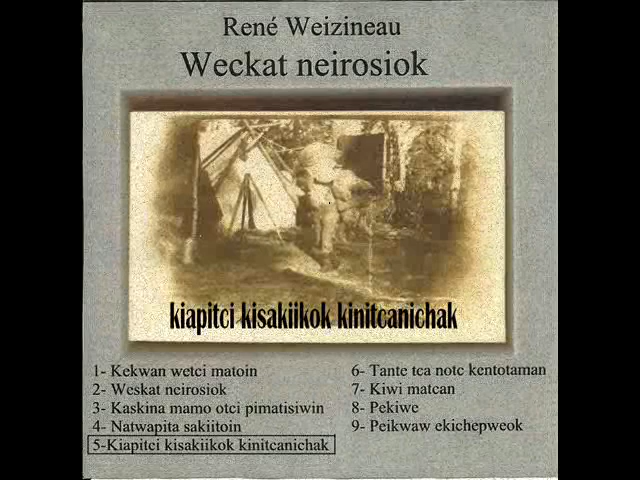 René Weizineau
Weckat neirosiok
kiapitci kisakiikok kinitcanichak
1- Kekwan wetci matoin
2- Weskat neirosiok
3- Kaskina mamo otci pimatisiwin
4- Natwapita sakiitoin
5-Kiapitci kisakiikok kinitcanichak
6- Tante tca notc kentotaman
7- Kiwi matcan
8- Pekiwe
9- Peikwaw ekichepweok